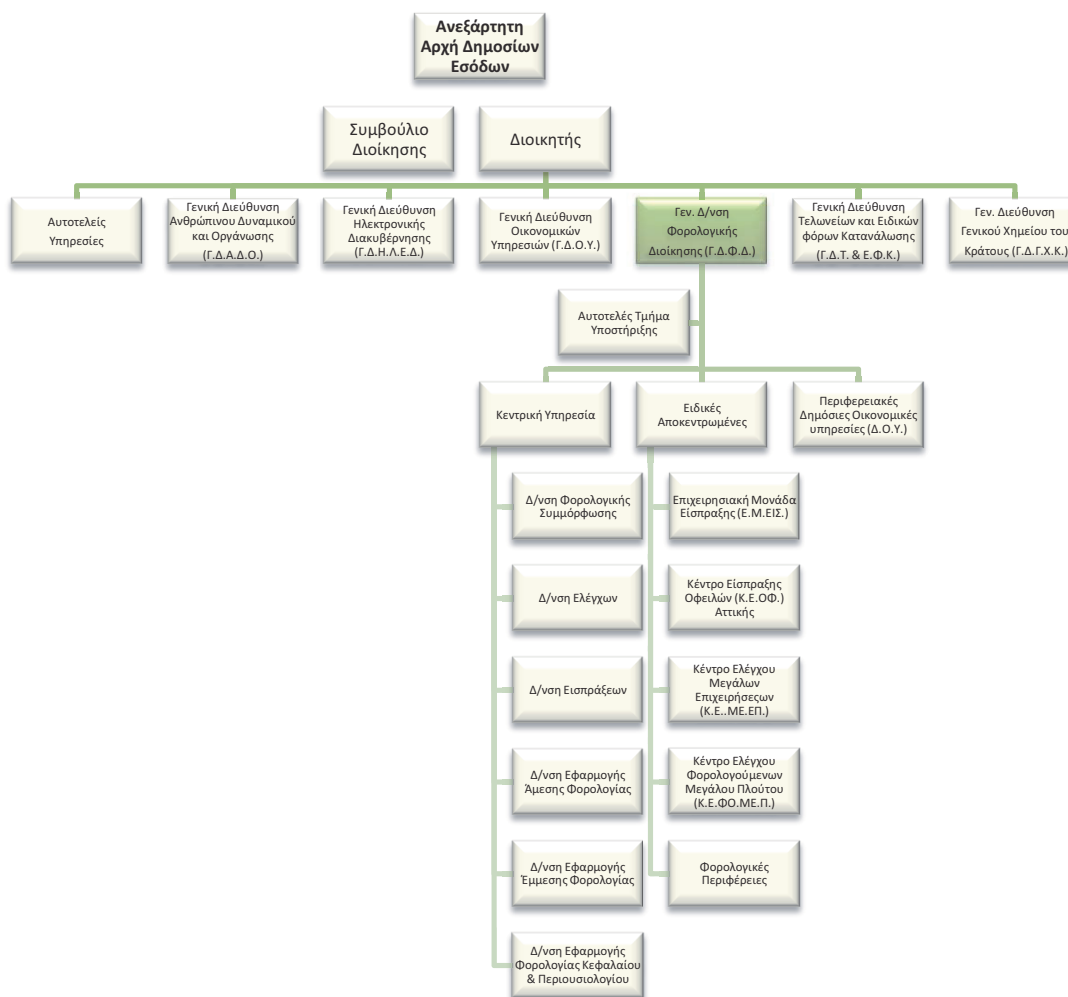 Ανεξάρτητη
Αρχή Δημοσίων
Εσόδων
Συμβούλιο
Διοίκησης
Διοικητής
Αυτοτελείς
Υπηρεσίες
Γενική Διεύθυνση
Ανθρώπινου Δυναμικού
και Οργάνωσης
(Γ.Δ.Α.Δ.Ο.)
Γενική Διεύθυνση
Ηλεκτρονικής
Διακυβέρνησης
(Γ.Δ.Η.Λ.Ε.Δ.)
Γενική Διεύθυνση
Οικονομικών
Υπηρεσιών (Γ.Δ.Ο.Υ.)
Γεν. Δ/νση
Φορολογικής
Διοίκησης (Γ.Δ.Φ.Δ.)
Γενική Διεύθυνση
Τελωνείων και Ειδικών
φόρων Κατανάλωσης
(Γ.Δ.Τ. & Ε.Φ.Κ.)
Γεν. Διεύθυνση
Γενικού Χημείου του
Κράτους (Γ.Δ.Γ.Χ.Κ.)
Αυτοτελές Τμήμα
Υποστήριξης
Κεντρική Υπηρεσία
Ειδικές
Αποκεντρωμένες
Περιφερειακές
Δημόσιες Οικονομικές
υπηρεσίες (Δ.Ο.Υ.)
Δ/νση Φορολογικής
Συμμόρφωσης
Δ/νση Ελέγχων
Δ/νση Εισπράξεων
Δ/νση Εφαρμογής
Άμεσης Φορολογίας
Δ/νση Εφαρμογής
Έμμεσης Φορολογίας
Δ/νση Εφαρμογής
Φορολογίας Κεφαλαίου
& Περιουσιολογίου
Επιχειρησιακή Μονάδα
Είσπραξης (Ε.Μ.ΕΙΣ.)
Κέντρο Είσπραξης
Οφειλών (Κ.Ε.ΟΦ.)
Αττικής
Κέντρο Ελέγχου
Μεγάλων
Επιχειρήσεςων
(Κ.Ε..ΜΕ.ΕΠ.)
Κέντρο Ελέγχου
Φορολογούμενων
Μεγάλου Πλούτου
(Κ.Ε.ΦΟ.ΜΕ.Π.)
Φορολογικές
Περιφέρειες